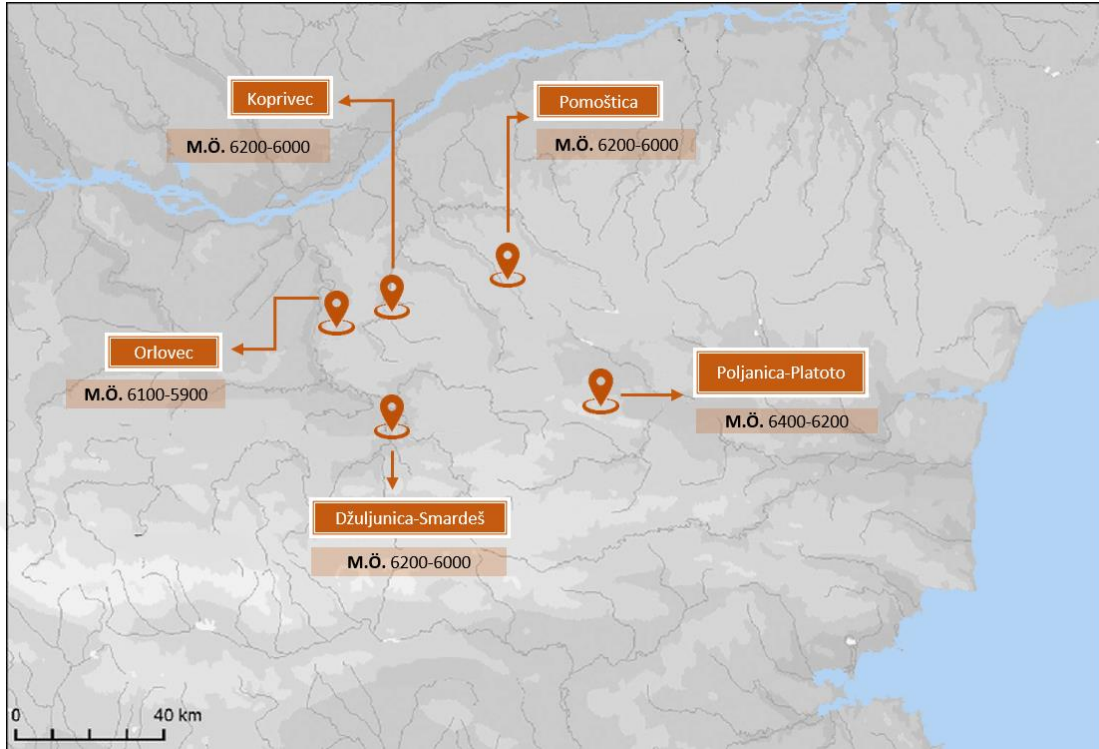 Koprivec
M.Ö. 6200-6000
Pomoštica
M.Ö. 6200-6000
Orlovec
M.Ö. 6100-5900
Poljanica-Platoto
M.Ö. 6400-6200
Džuljunica-Smardeš
M.Ö. 6200-6000
0 40 km